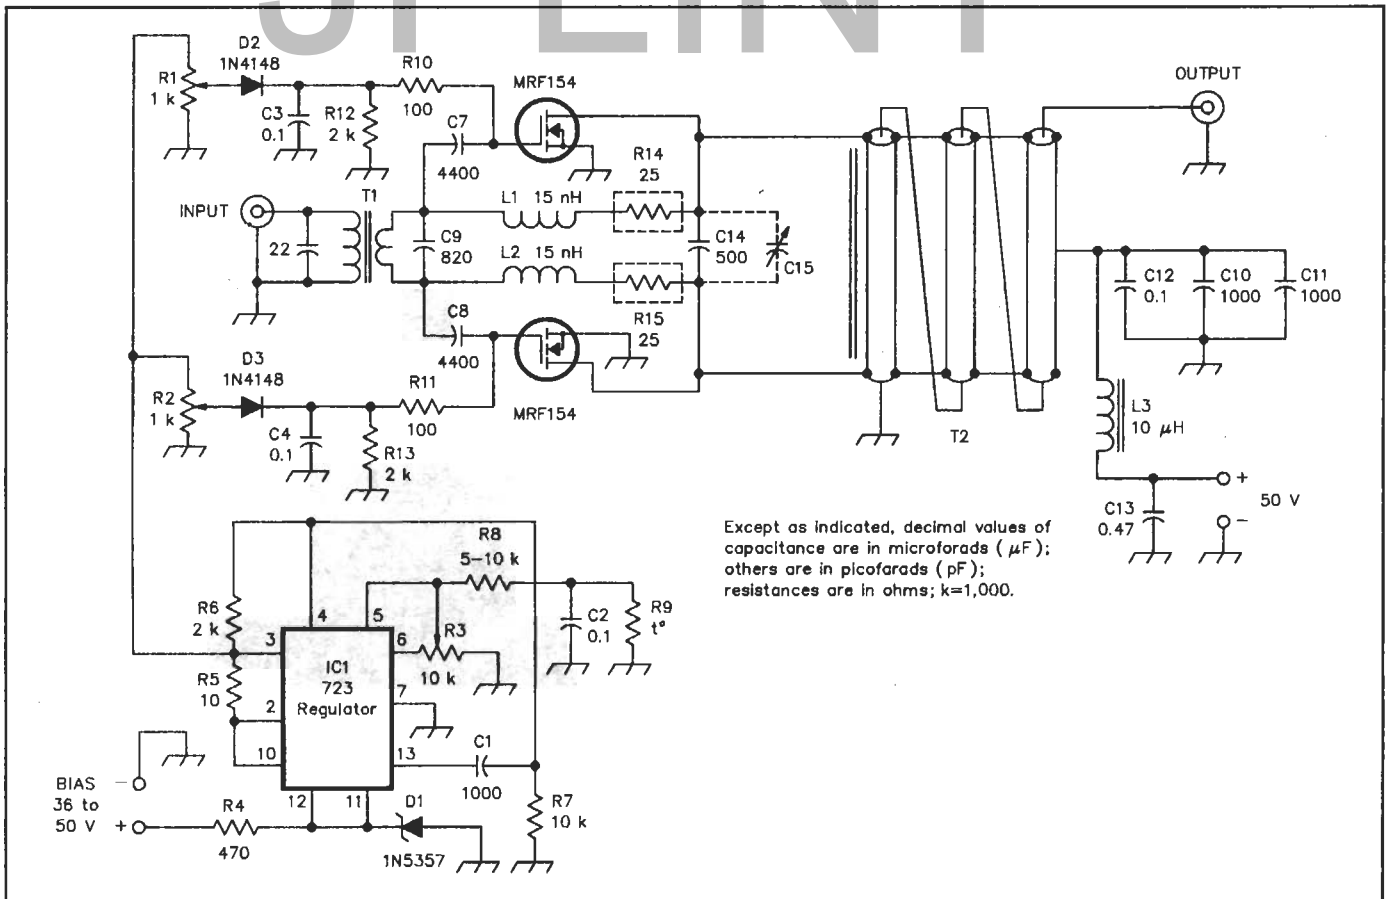 SPLINT
D2
1N4148
R1
1 k
C3
0.1
R12
2 k
R10
100
MRF154
C7
4400
T1
INPUT
22
C9
820
L1 15 nH
L2 15 nH
R14
25
C14
500
C15
R15
25
C8
4400
MRF154
D3
1N4148
R2
1 k
C4
0.1
R13
2 k
R11
100
OUTPUT
T2
C12
0.1
C10
1000
C11
1000
L3
10 μH
C13
0.47
+
50 V
-
R6
2 k
R5
10
3
2
10
4
5
6
7
13
12
11
IC1
723
Regulator
R8
5-10 k
R3
10 k
C2
0.1
R9
t°
C1
1000
R7
10 k
D1
1N5357
BIAS -
36 to
50 V +
R4
470
Except as indicated, decimal values of
capacitance are in microforads (μF);
others are in picofarads (pF);
resistances are in ohms; k=1,000.